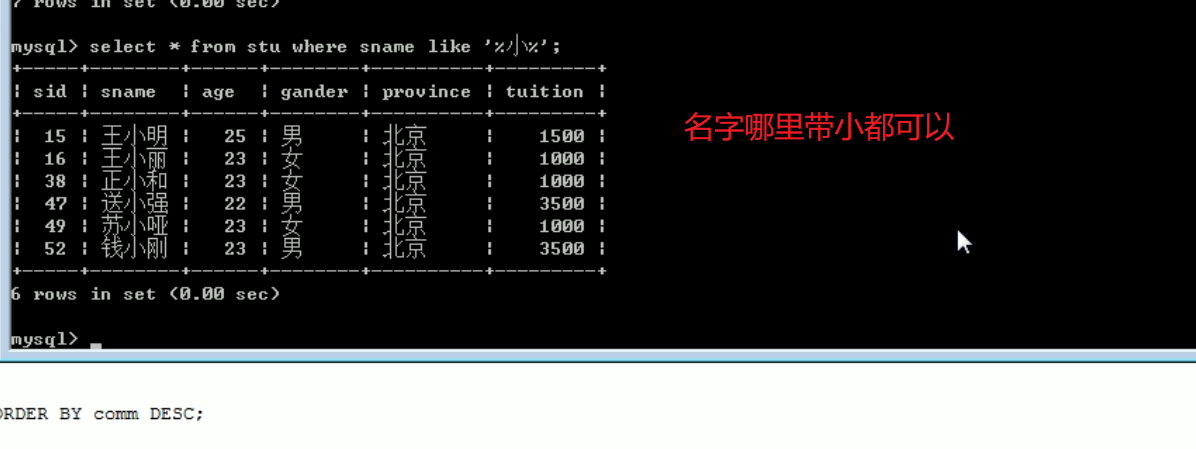 7 rows in set (0.00 sec)
mysql> select * from stu where sname like '%小%';
+-----+--------+------+--------+----------+---------+
| sid | sname | age | gander | province | tuition |
+-----+--------+------+--------+----------+---------+
| 15 | 王小明 | 25 | 男 | 北京 | 1500 |
名字哪里带小都可以
| 16 | 王小丽 | 23 | 女 | 北京 | 1000 |
| 38 | 正小和 | 23 | 女 | 北京 | 1000 |
| 47 | 送小强 | 22 | 男 | 北京 | 3500 |
| 49 | 苏小哑 | 23 | 女 | 北京 | 1000 |
| 52 | 钱小刚 | 23 | 男 | 北京 | 3500 |
+-----+--------+------+--------+----------+---------+
6 rows in set (0.00 sec)
mysql> _
ORDER BY comm DESC;